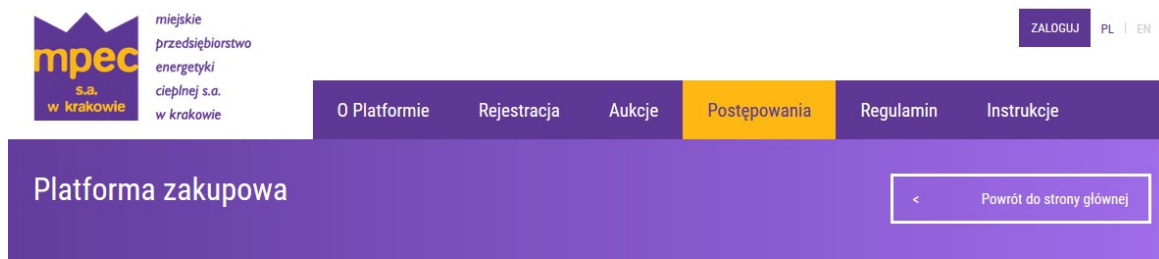 mpec
s.a.
w krakowie
miejskie
przedsiębiorstwo
energetyki
cieplnej s.a.
w krakowie
ZALOGUJ PL | EN
O Platformie Rejestracja Aukcje Postępowania Regulamin Instrukcje
Platforma zakupowa
< Powrót do strony głównej